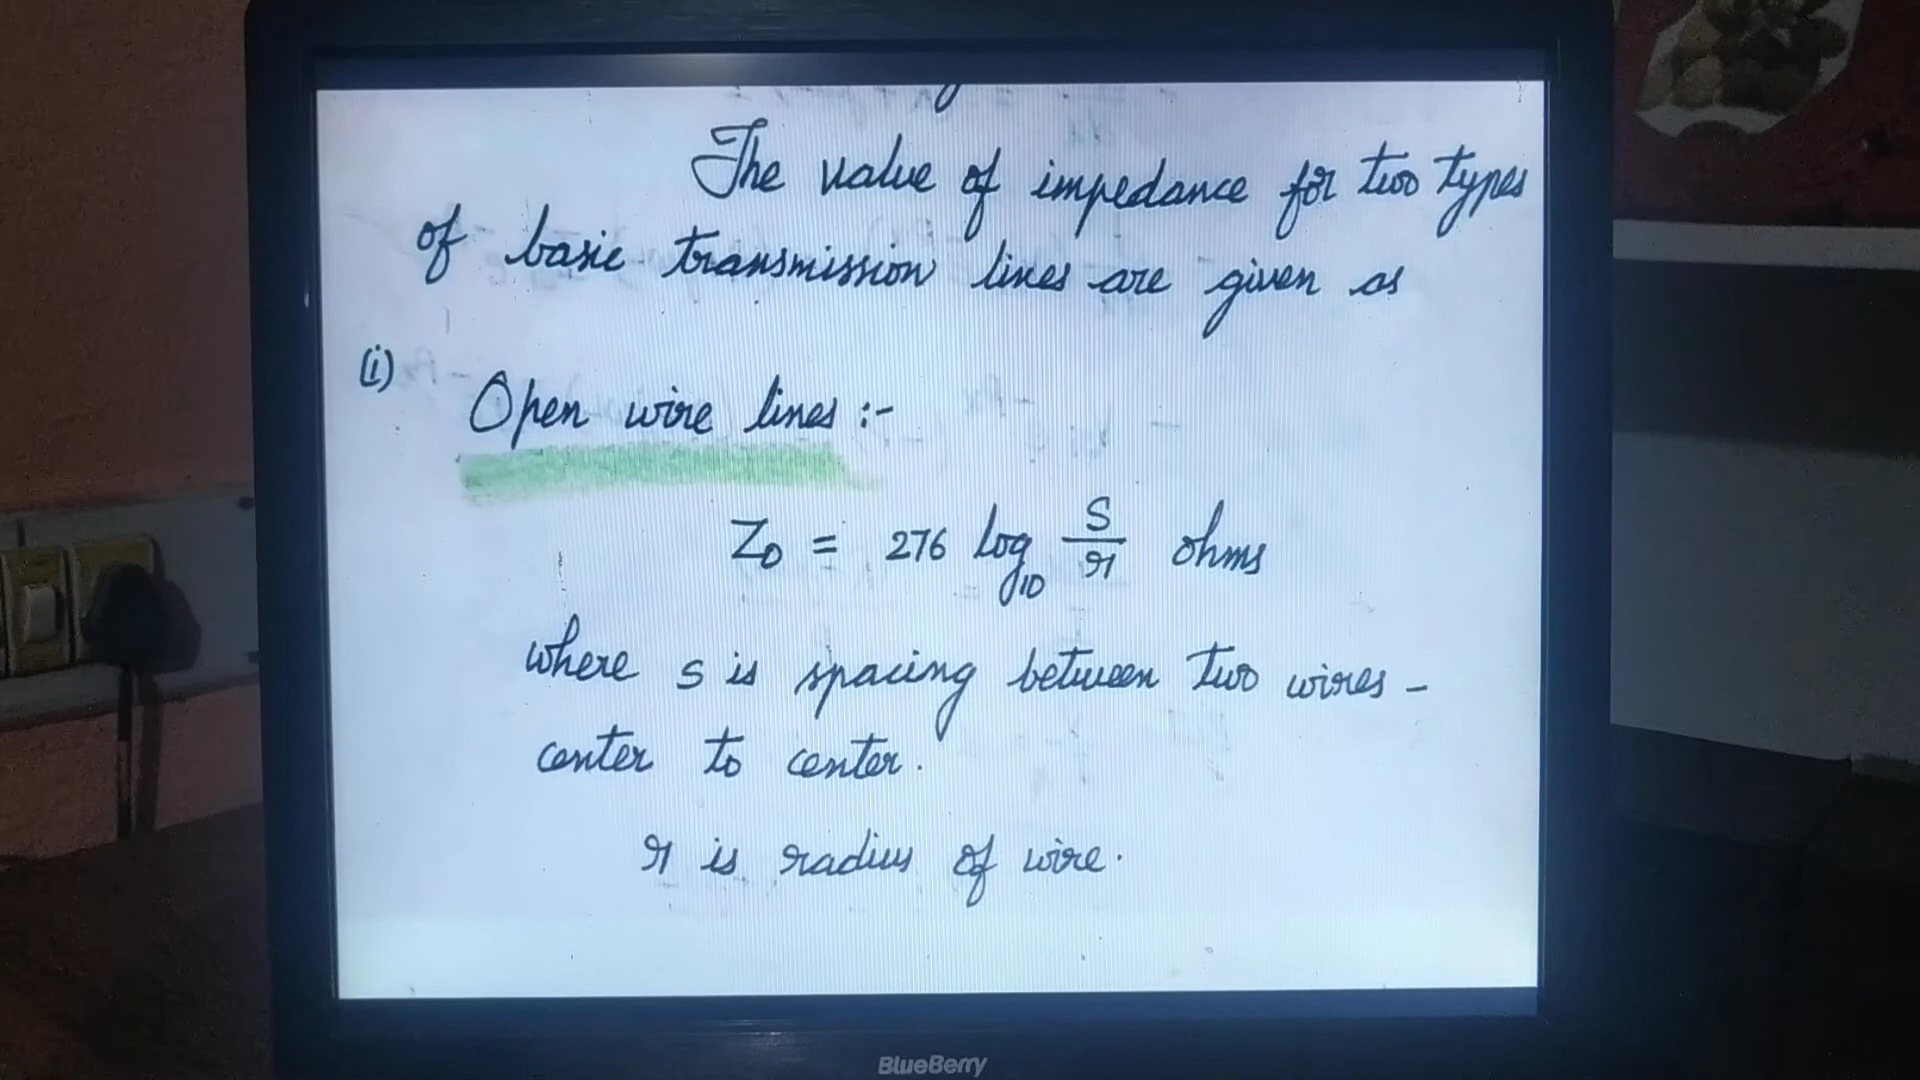 The value of impedance for two types
of basic transmission lines are given as
(i)
Open wire lines :-
Z0 = 276 log10 S/r ohms
where s is spacing between two wires -
center to center.
r is radius of wire.
BlueBerry